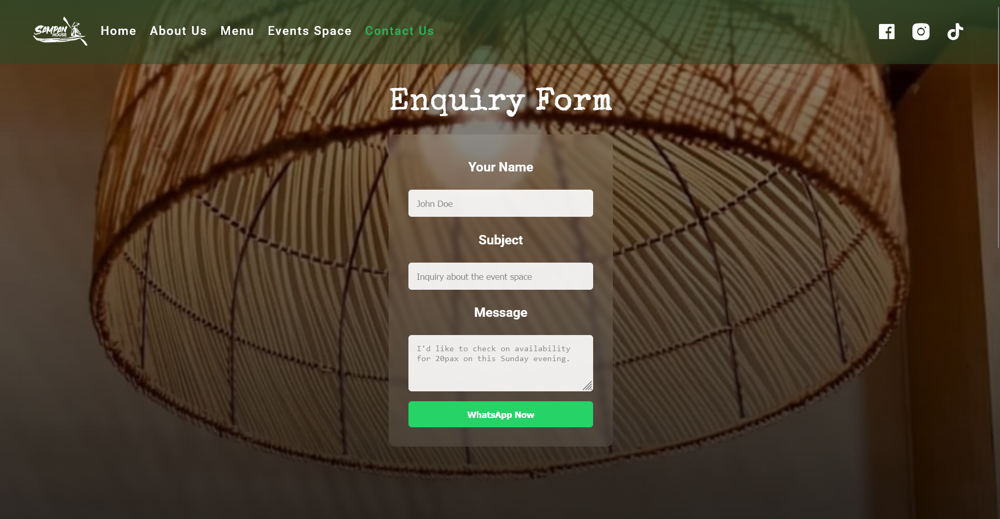 SAMPAN
HOUSE
Home About Us Menu Events Space Contact Us
Enquiry Form
Your Name
John Doe
Subject
Inquiry about the event space
Message
I'd like to check on availability
for 20pax on this Sunday evening.
WhatsApp Now